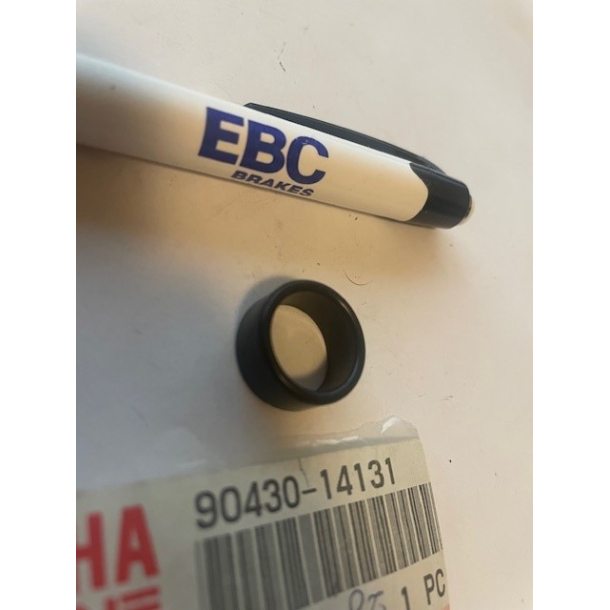 EBC
BRAKES
90430-14131
HA
1 PC